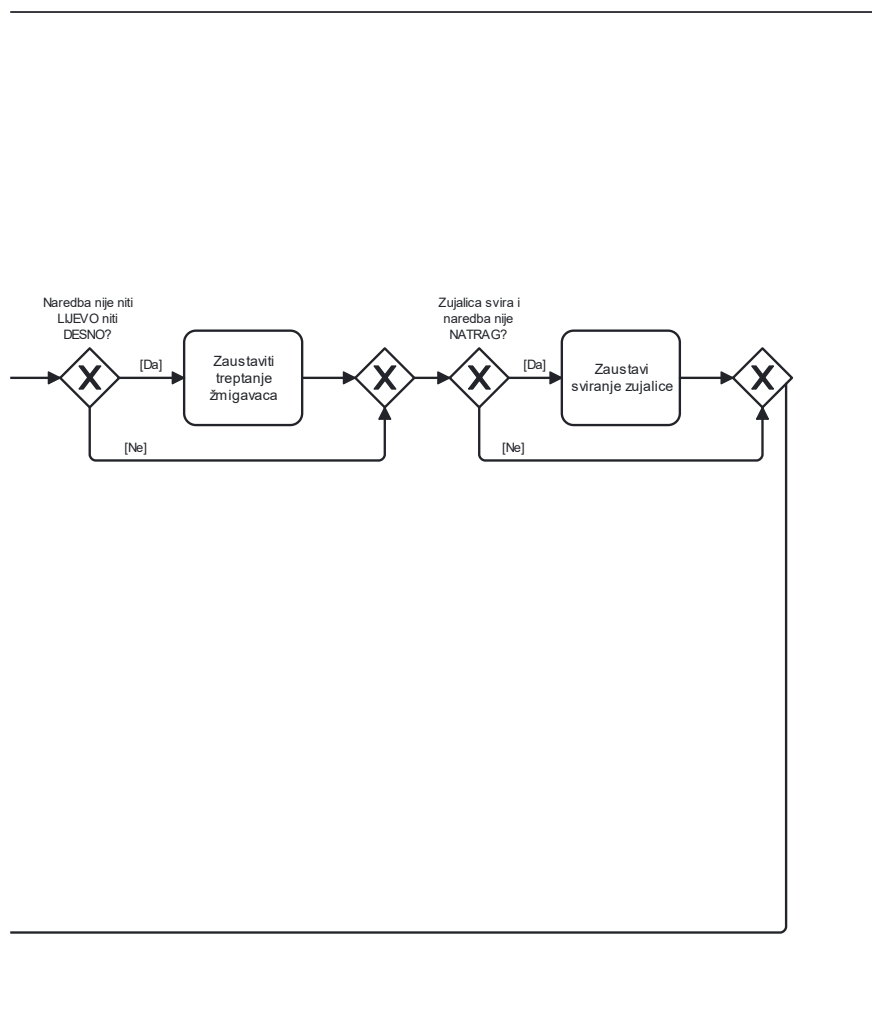 Naredba nije niti
LIJEVO niti
DESNO?
[Da]
Zaustaviti
treptanje
žmigavaca
[Ne]
Zujalica svira i
naredba nije
NATRAG?
[Da]
Zaustavi
sviranje zujalice
[Ne]